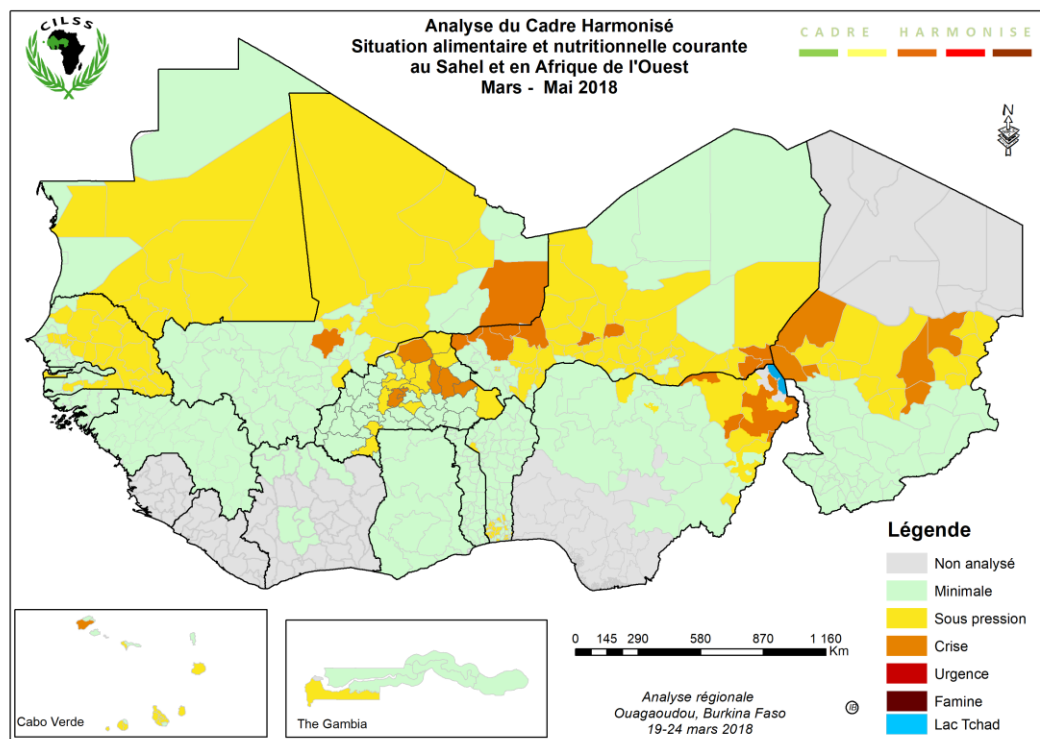 CILSS
Analyse du Cadre Harmonisé
Situation alimentaire et nutritionnelle courante
au Sahel et en Afrique de l'Ouest
Mars - Mai 2018
CADRE HARMONISE
N
Légende
Non analysé
Minimale
Sous pression
Crise
Urgence
Famine
Lac Tchad
0 145 290 580 870 1 160
Km
Analyse régionale
Ouagaoudou, Burkina Faso
19-24 mars 2018
Cabo Verde
The Gambia